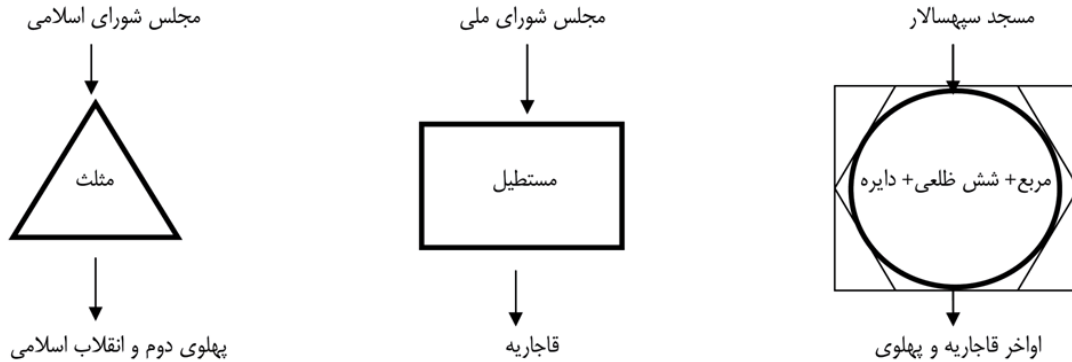 مسجد سپهسالار
مجلس شورای ملی
مجلس شورای اسلامی
مربع+ شش ظلعی+ دایره
مستطیل
مثلث
اواخر قاجاریه و پهلوی
قاجاریه
پهلوی دوم و انقلاب اسلامی